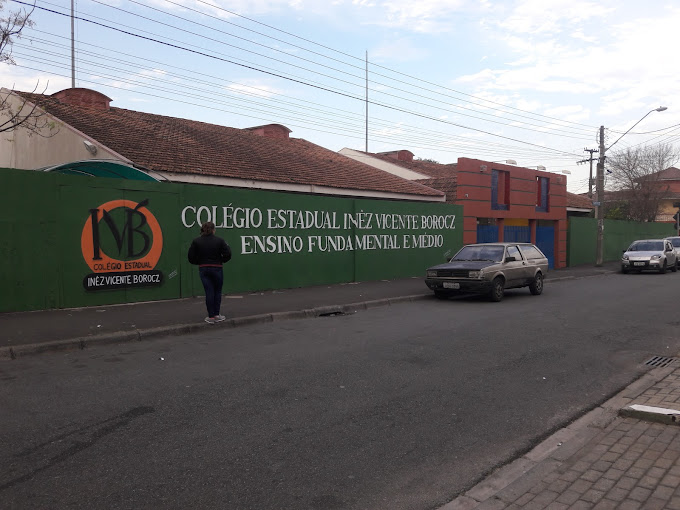 COLÉGIO ESTADUAL INÊZ VICENTE BOROCZ
ENSINO FUNDAMENTAL E MÉDIO
IVB
COLÉGIO ESTADUAL
INÊZ VICENTE BOROCZ